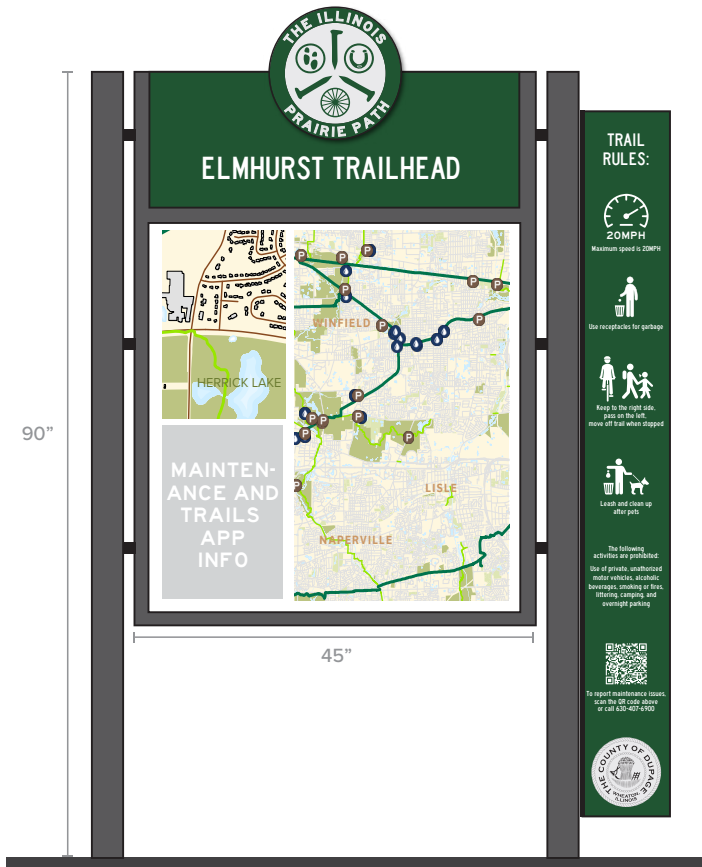 THE ILLINOIS
PRAIRIE PATH
ELMHURST TRAILHEAD
HERRICK LAKE
MAINTEN-
ANCE AND
TRAILS
APP
INFO
P
P
P
P
P
P
P
P
WINFIELD
P
P
P
P
P
P
P
P
LISLE
NAPERVILLE
90”
45”
TRAIL
RULES:
20MPH
Maximum speed is 20MPH
Use receptacles for garbage
Keep to the right side,
pass on the left,
move off trail when stopped
Leash and clean up
after pets
The following
activities are prohibited:
Use of private, unathorized
motor vehicles, alcoholic
beverages, smoking or fires,
littering, camping, and
overnight parking
To report maintenance issues,
scan the QR code above
or call 630-407-6900
THE COUNTY OF DUPAGE
WHEATON,
ILLINOIS